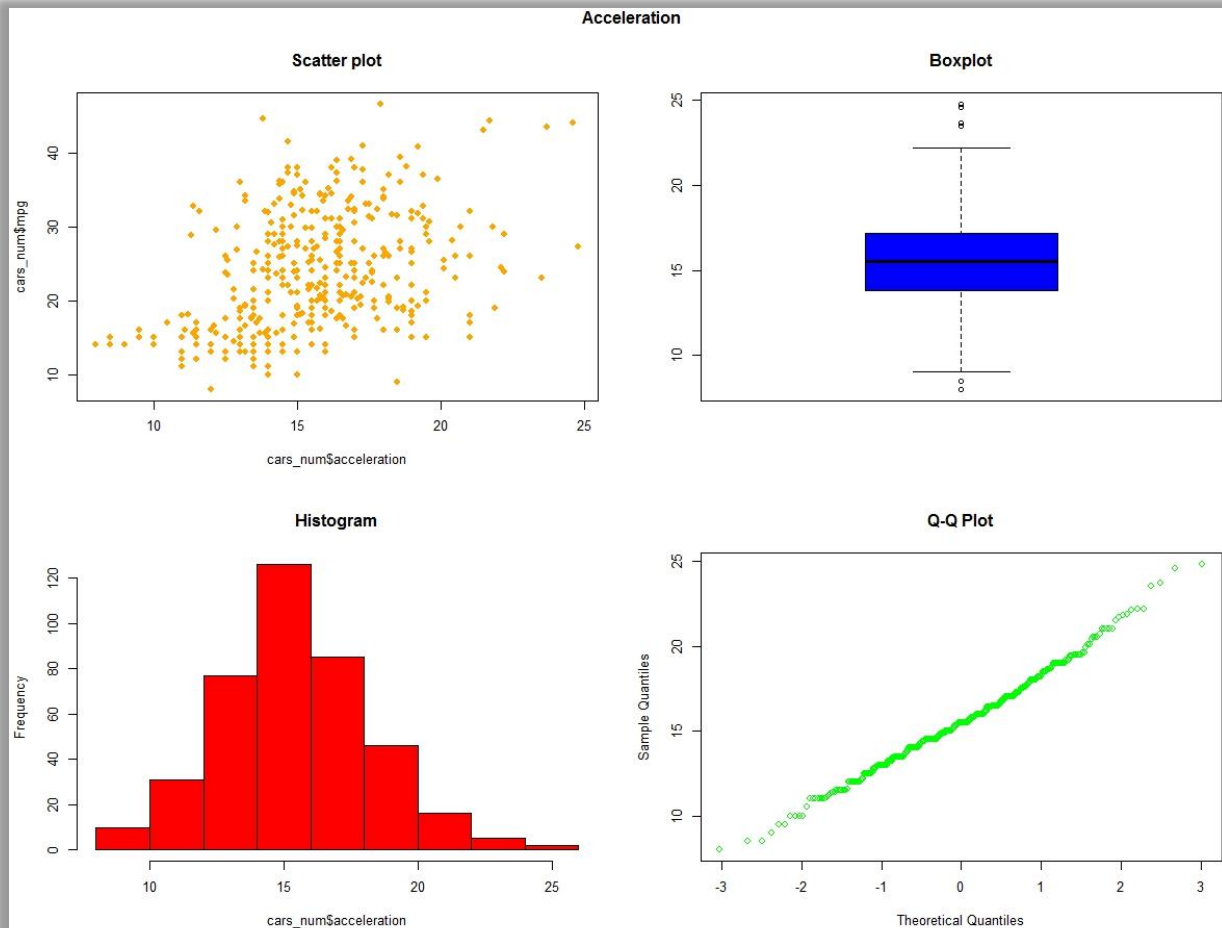 Acceleration
Scatter plot
cars_num$mpg
40
30
20
10
10 15 20 25
cars_num$acceleration
Boxplot
25
20
15
10
Histogram
Frequency
120
100
80
60
40
20
0
10 15 20 25
cars_num$acceleration
Q-Q Plot
Sample Quantiles
25
20
15
10
-3 -2 -1 0 1 2 3
Theoretical Quantiles